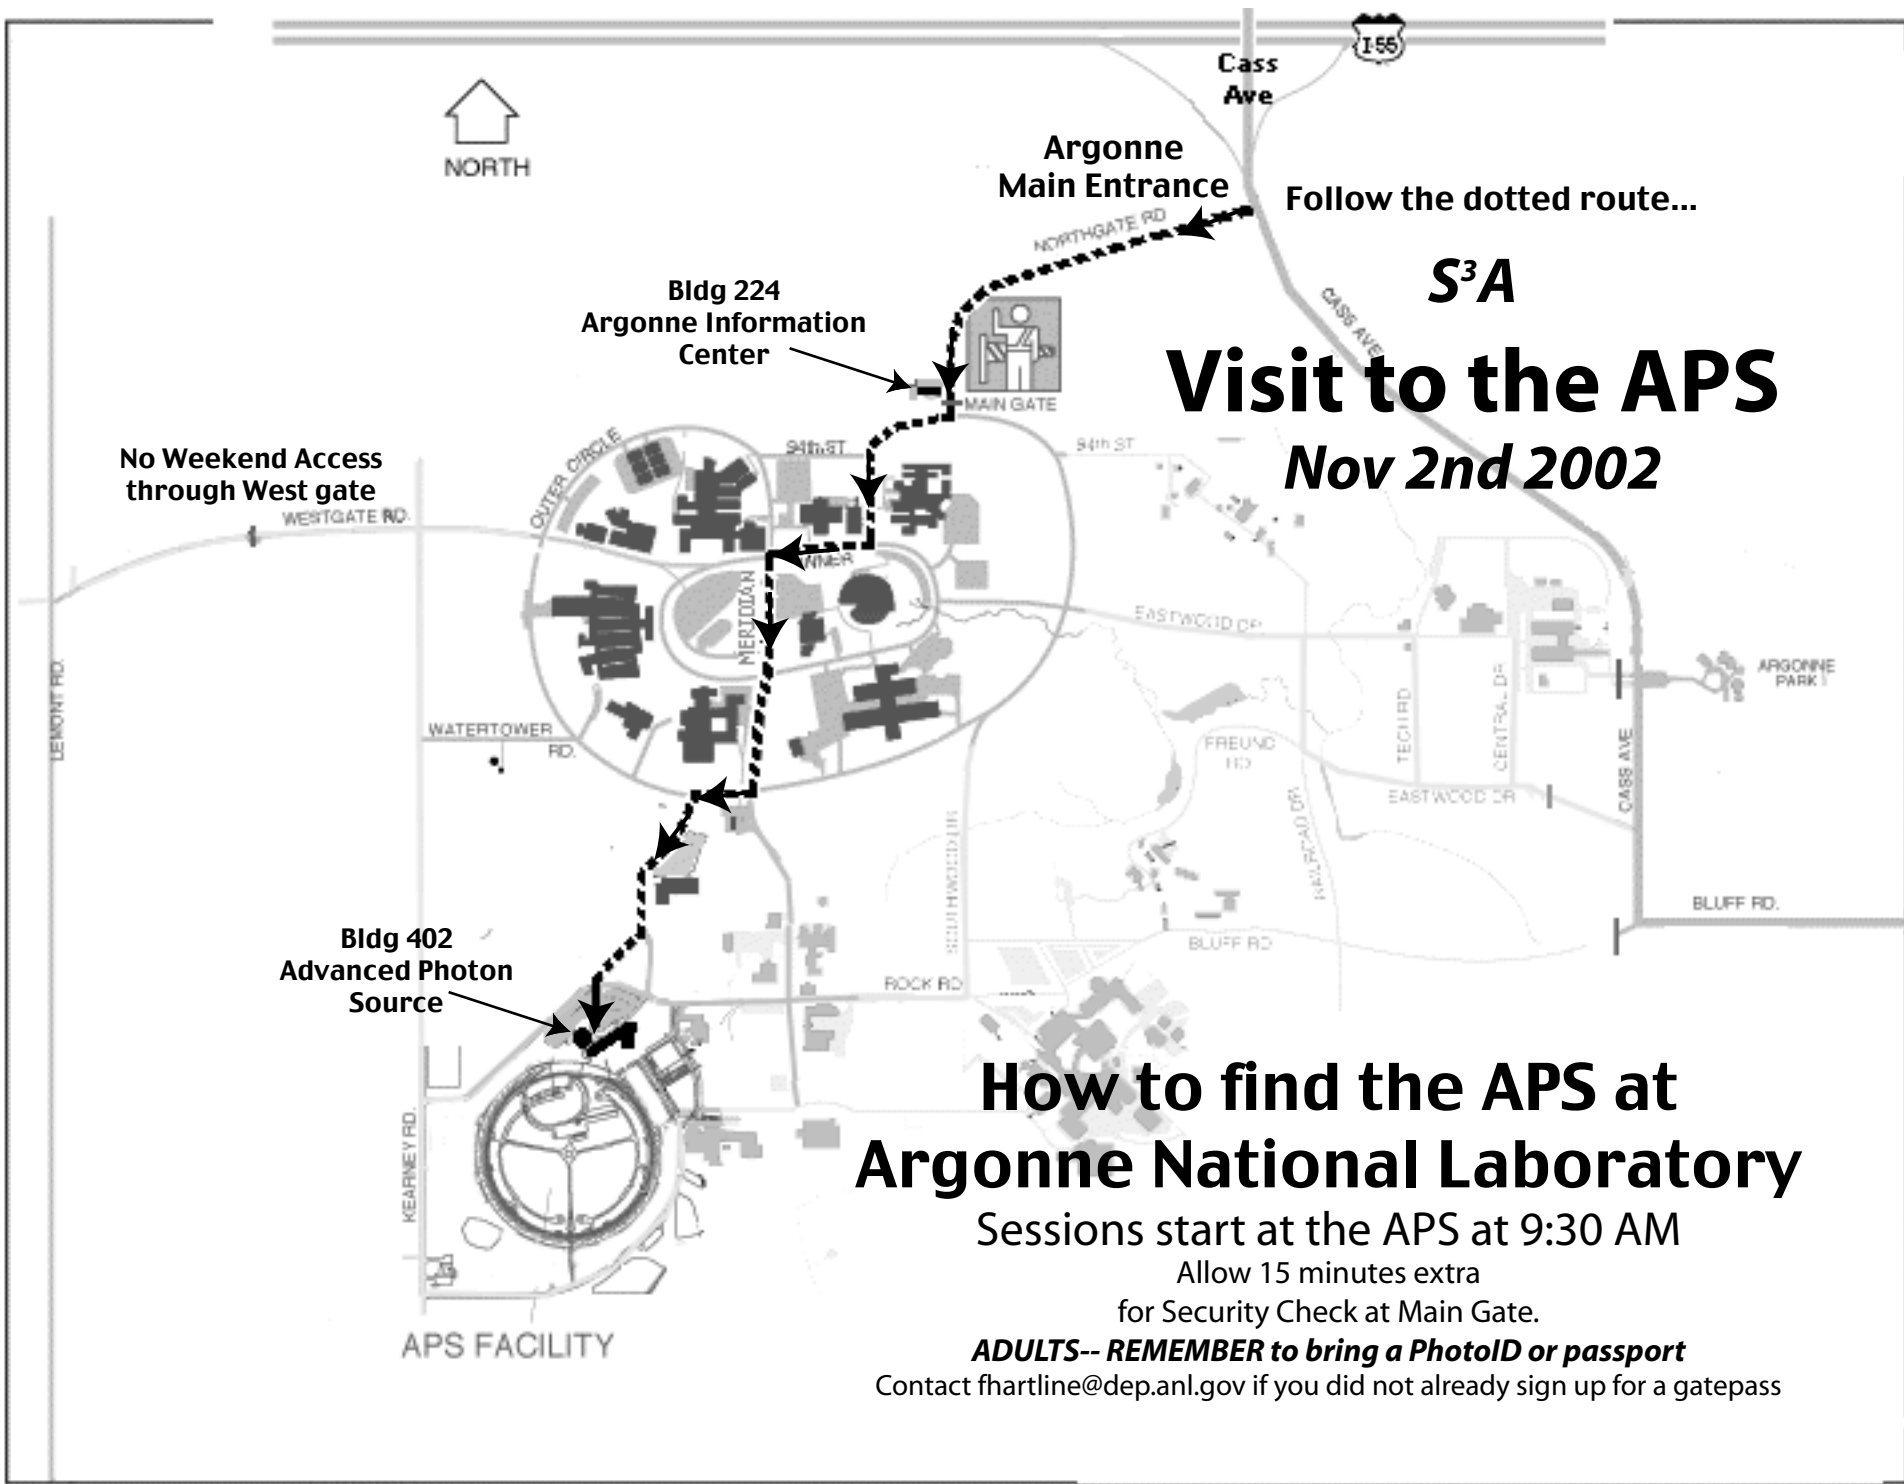 I-55
Cass
Ave
NORTH
Argonne
Main Entrance
NORTHGATE RD
Follow the dotted route...
S³A
Visit to the APS
Nov 2nd 2002
CASS AVE
Bldg 224
Argonne Information
Center
MAIN GATE
No Weekend Access
through West gate
WESTGATE RD.
OUTER CIRCLE
94th ST
94th ST
INNER
MERIDIAN
EASTWOOD DR
ARGONNE
PARK
LEMONT RD.
WATERTOWER
RD.
FREUND
RD
TECH RD
CENTRAL DR
CASS AVE
EASTWOOD DR
RAILROAD DR
SOUTHWOOD DR
BLUFF RD.
BLUFF RD
Bldg 402
Advanced Photon
Source
ROCK RD
KEARNEY RD.
APS FACILITY
How to find the APS at
Argonne National Laboratory
Sessions start at the APS at 9:30 AM
Allow 15 minutes extra
for Security Check at Main Gate.
ADULTS-- REMEMBER to bring a PhotoID or passport
Contact fhartline@dep.anl.gov if you did not already sign up for a gatepass